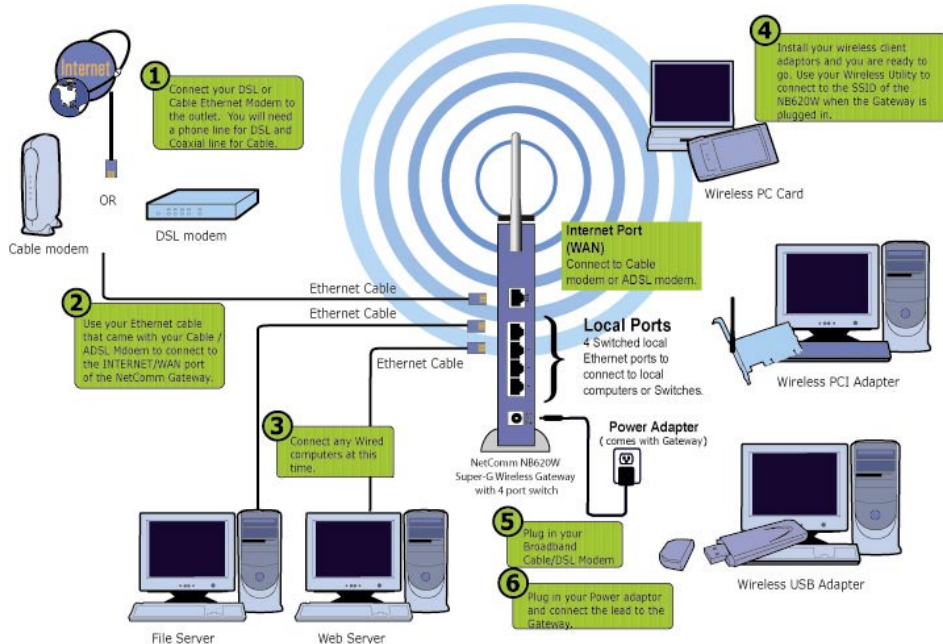 Internet
1
Connect your DSL or
Cable Ethernet Modem to
the outlet. You will need
a phone line for DSL and
Coaxial line for Cable.
OR
Cable modem
DSL modem
2
Use your Ethernet cable
that came with your Cable /
ADSL Mdoem to connect to
the INTERNET/WAN port
of the NetComm Gateway.
Ethernet Cable
Ethernet Cable
Ethernet Cable
3
Connect any Wired
computers at this
time.
File Server
Web Server
Internet Port
(WAN)
Connect to Cable
modem or ADSL modem.
Local Ports
4 Switched local
Ethernet ports to
connect to local
computers or Switches.
Power Adapter
( comes with Gateway)
NetComm NB620W
Super-G Wireless Gateway
with 4 port switch
4
Install your wireless client
adaptors and you are ready to
go. Use your Wireless Utility to
connect to the SSID of the
NB620W when the Gateway is
plugged in.
Wireless PC Card
Wireless PCI Adapter
Wireless USB Adapter
5
Plug in your
Broadband
Cable/DSL Modem
6
Plug in your Power adaptor
and connect the lead to the
Gateway.